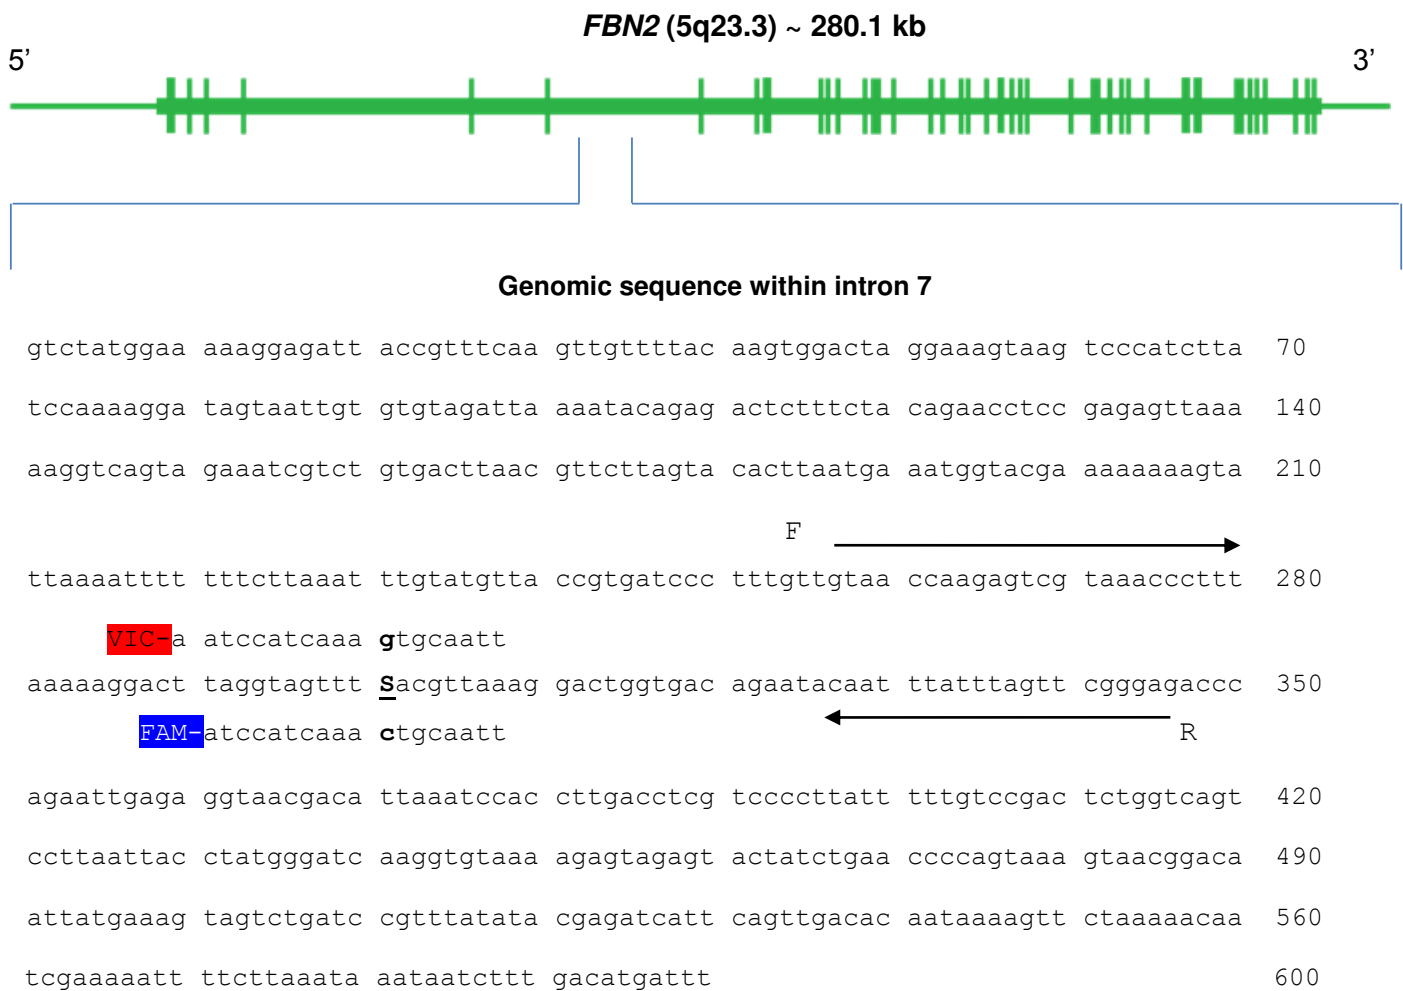 FBN2 (5q23.3) ~ 280.1 kb
5’ 3’
Genomic sequence within intron 7
gtctatggaa aaaggagatt accgtttcaa gttgttttac aagtggacta ggaaagtaag tcccatctta 70
tccaaaagga tagtaattgt gtgtagatta aaatacagag actctttcta cagaacctcc gagagttaaa 140
aaggtcagta gaaatcgtct gtgacttaac gttcttagta cacttaatga aatggtacga aaaaaaagta 210
F
ttaaaatttt tttcttaaat ttgtatgtta ccgtgatccc tttgttgtaa ccaagagtcg taaacccttt 280
VIC-a atccatcaaa gtgcaatt
aaaaaggact taggtagttt Sacgttaaag gactggtgac agaatacaat ttatttagtt cgggagaccc 350
FAM-atccatcaaa ctgcaatt
R
agaattgaga ggtaacgaca ttaaatccac cttgacctcg tccccttatt tttgtccgac tctggtcagt 420
ccttaattac ctatgggatc aaggtgtaaa agagtagagt actatctgaa ccccagtaaa gtaacggaca 490
attatgaaag tagtctgatc cgtttatata cgagatcatt cagttgacac aataaaagtt ctaaaaacaa 560
tcgaaaaatt ttcttaaata aataatcttt gacatgattt 600